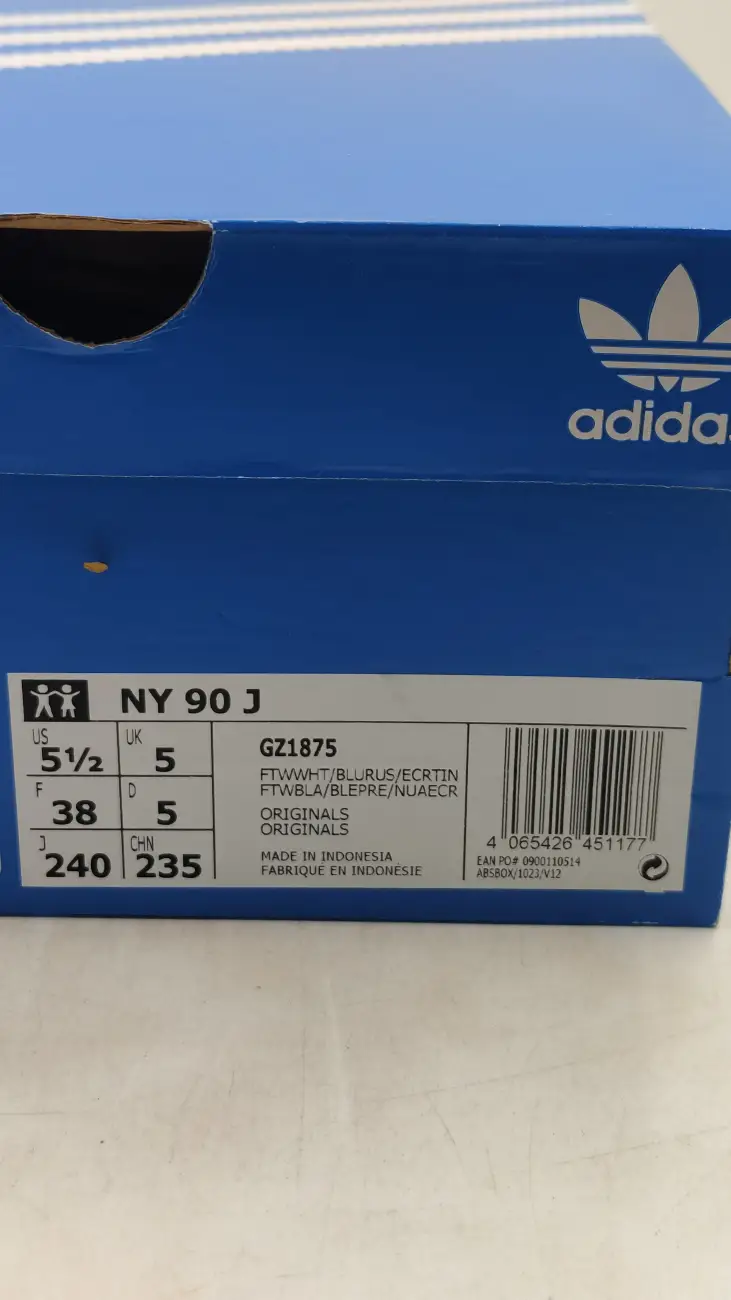 adidas
NY 90 J
US
5½
UK
5
F
38
D
5
J
240
CHN
235
GZ1875
FTWWHT/BLURUS/ECRTIN
FTWBLA/BLEPRE/NUAECR
ORIGINALS
ORIGINALS
MADE IN INDONESIA
FABRIQUÉ EN INDONÉSIE
4 065426 451177
EAN PO# 0900110514
ABSBOX/1023/V12